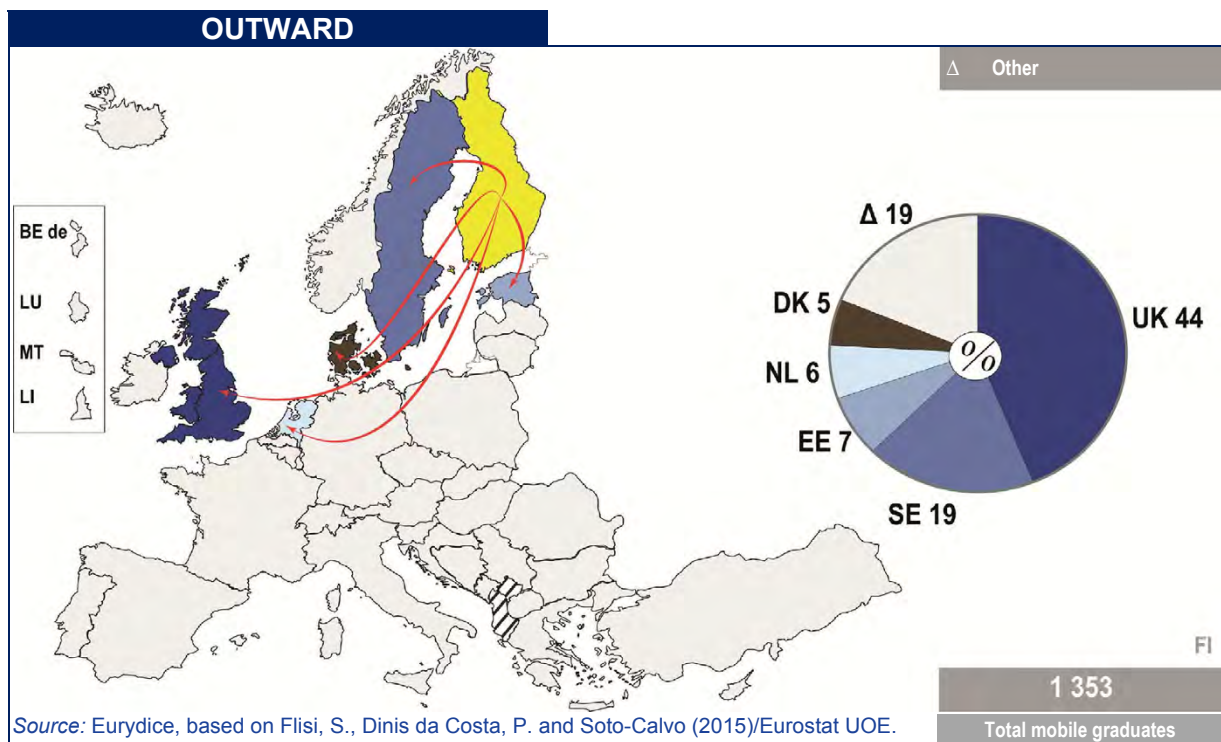 OUTWARD
Δ Other
BE de
LU
MT
LI
Δ 19
DK 5
UK 44
%
NL 6
EE 7
SE 19
FI
1 353
Total mobile graduates
Source: Eurydice, based on Flisi, S., Dinis da Costa, P. and Soto-Calvo (2015)/Eurostat UOE.